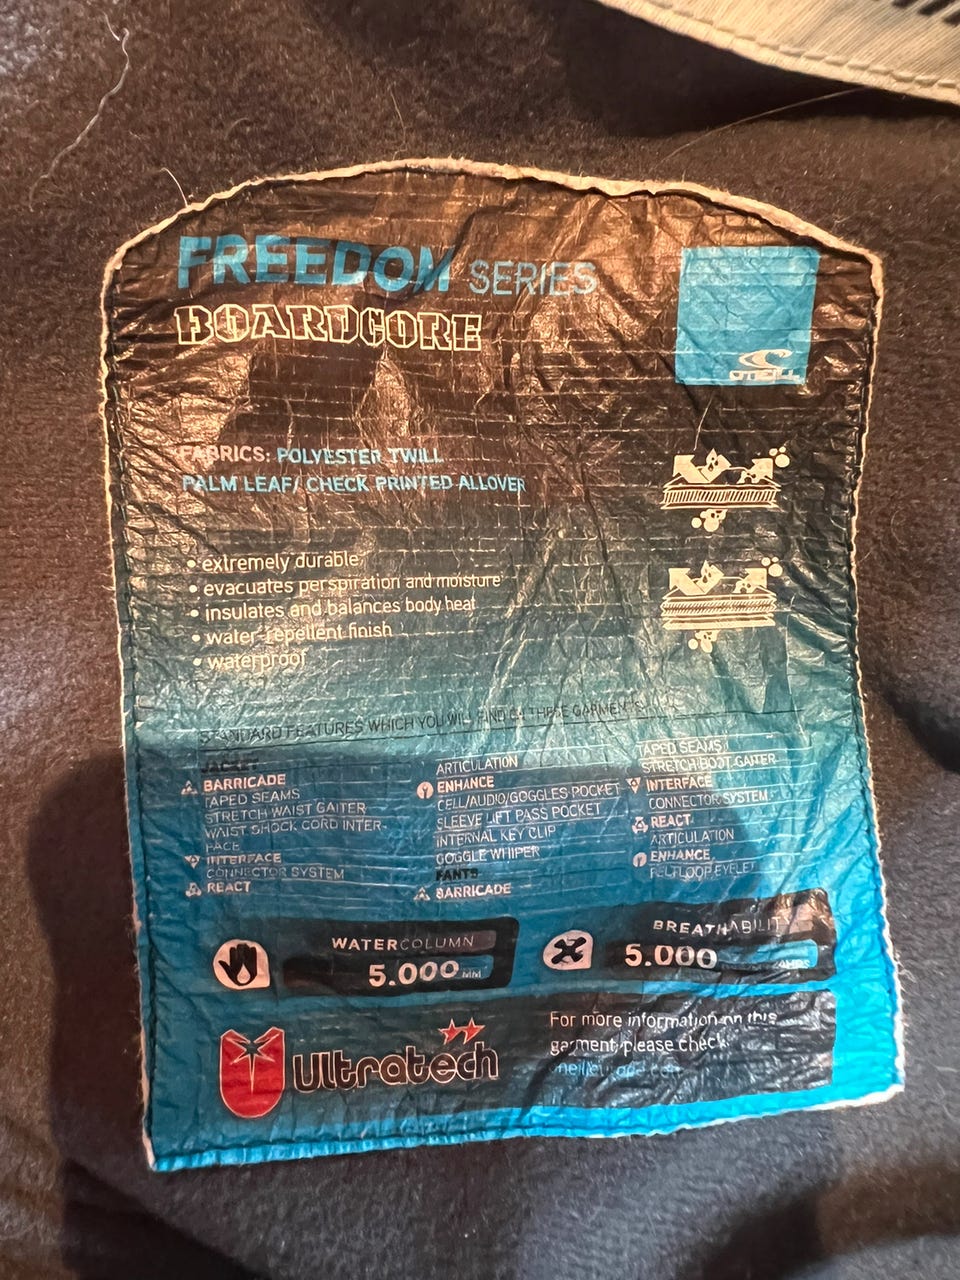 FREEDOM SERIES
BOARDCORE
O'NEILL
FABRICS: POLYESTER TWILL
PALM LEAF/ CHECK PRINTED ALLOVER
• extremely durable
• evacuates perspiration and moisture
• insulates and balances body heat
• water-repellent finish
• waterproof
STANDARD FEATURES WHICH YOU WILL FIND ON THESE GARMENTS:
JACKET
BARRICADE
TAPED SEAMS
STRETCH WAIST GAITER
WAIST SHOCK CORD INTER-
FACE
INTERFACE
CONNECTOR SYSTEM
REACT
ARTICULATION
ENHANCE
CELL/AUDIO/GOGGLES POCKET
SLEEVE LIFT PASS POCKET
INTERNAL KEY CLIP
GOGGLE WHIPER
PANTS
BARRICADE
TAPED SEAMS
STRETCH BOOT GAITER
INTERFACE
CONNECTOR SYSTEM
REACT
ARTICULATION
ENHANCE
BELTLOOP EYELET
WATERCOLUMN
5.000 MM
BREATHABILITY
5.000
Ultratech
For more information on this
garment please check